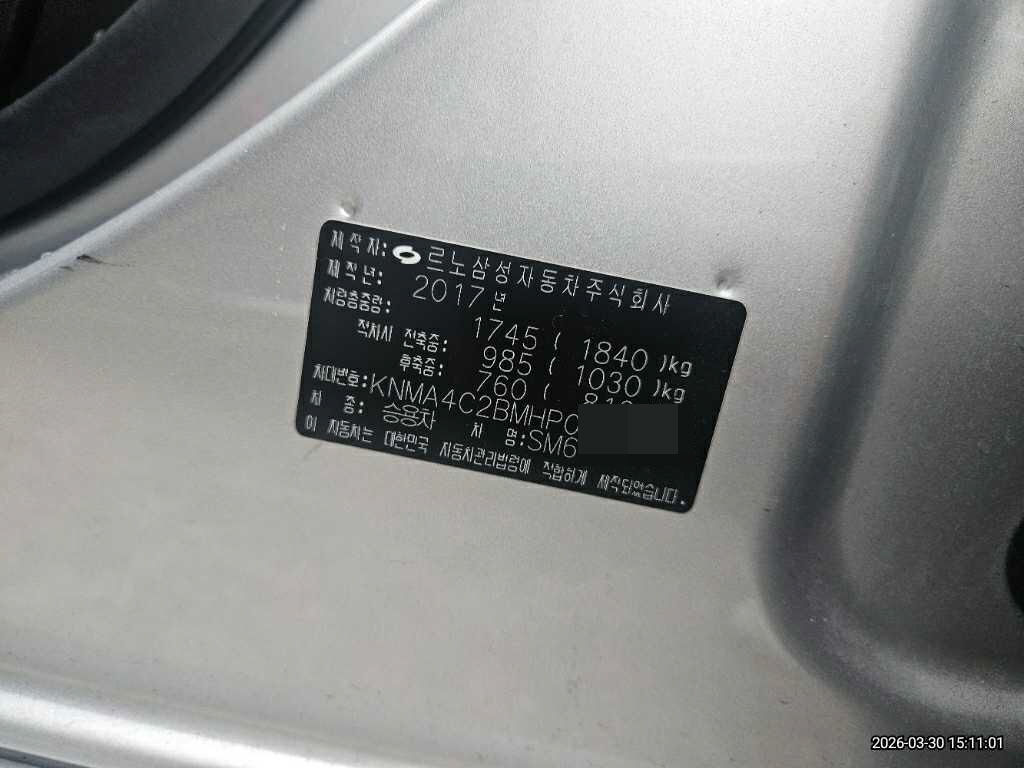 제작자: 르노삼성자동차주식회사
제작년: 2017년
차량총중량: 1745 ( 1840 )kg
적차시 전축중: 985 ( 1030 )kg
후축중: 760 (
차대번호: KNMA4C2BMHP
차 종: 승용차 차 명: SM6
이 자동차는 대한민국 자동차관리법령에 적합하게 제작되었습니다.
2026-03-30 15:11:01